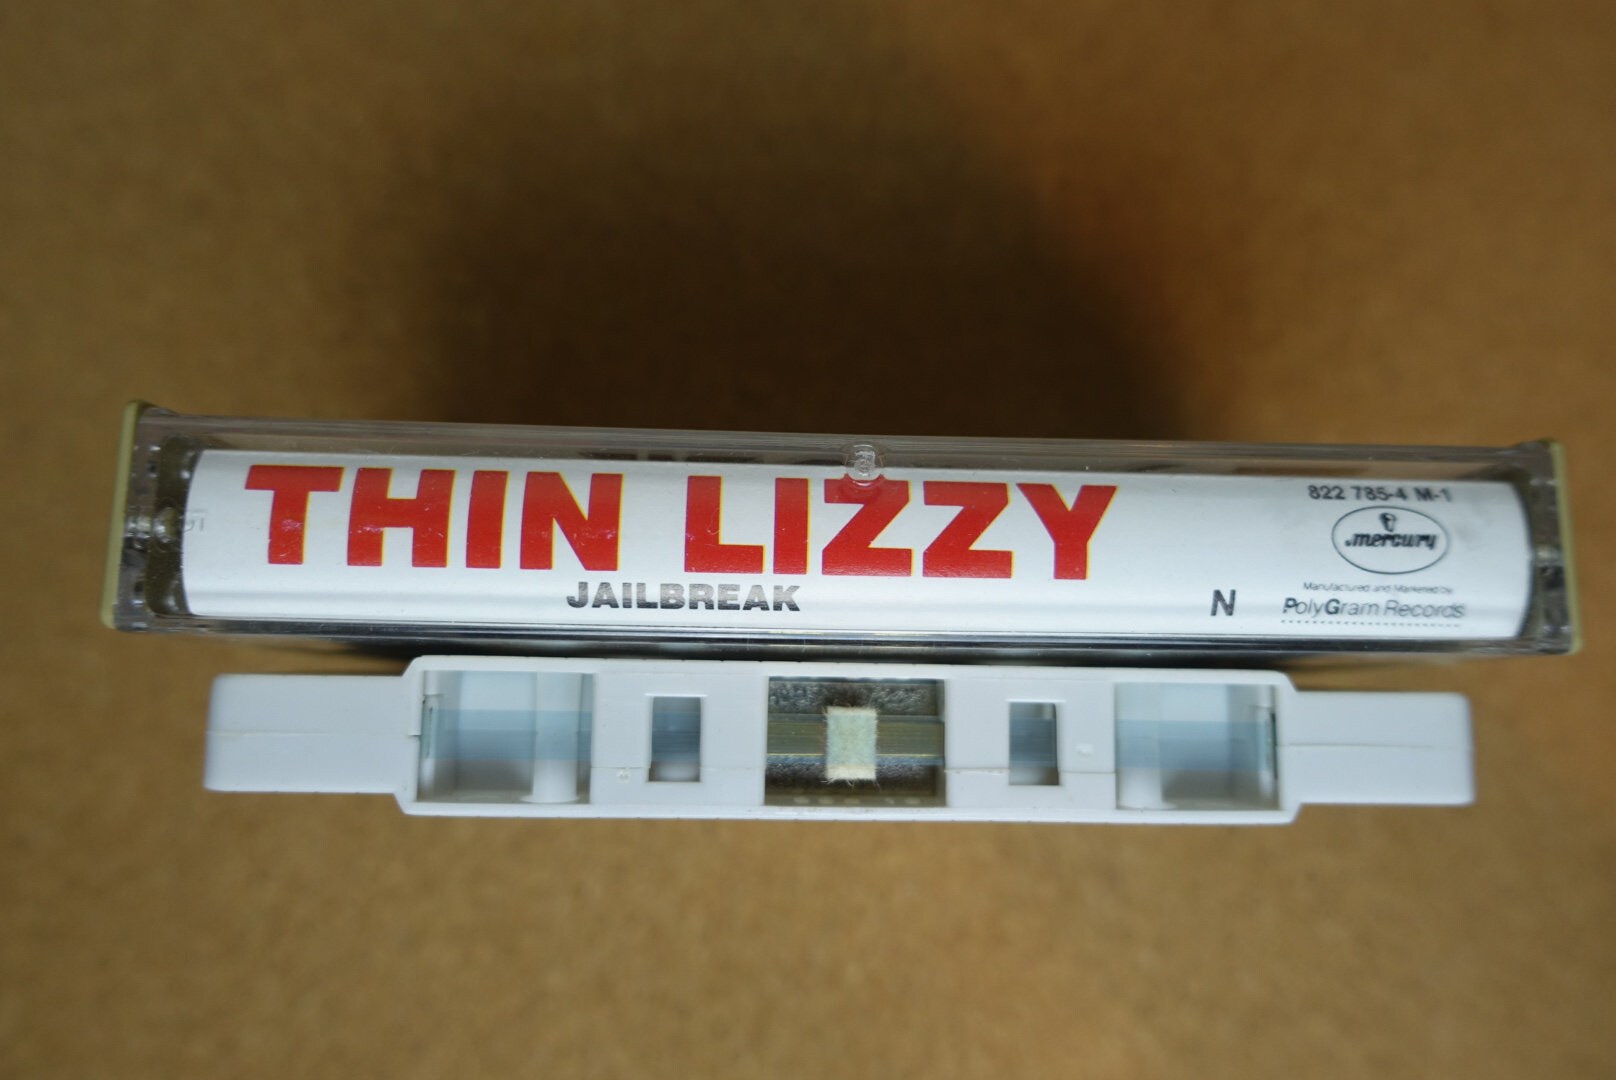 THIN LIZZY
JAILBREAK
N
822 785-4 M-1
mercury
Manufactured and Marketed by
PolyGram Records